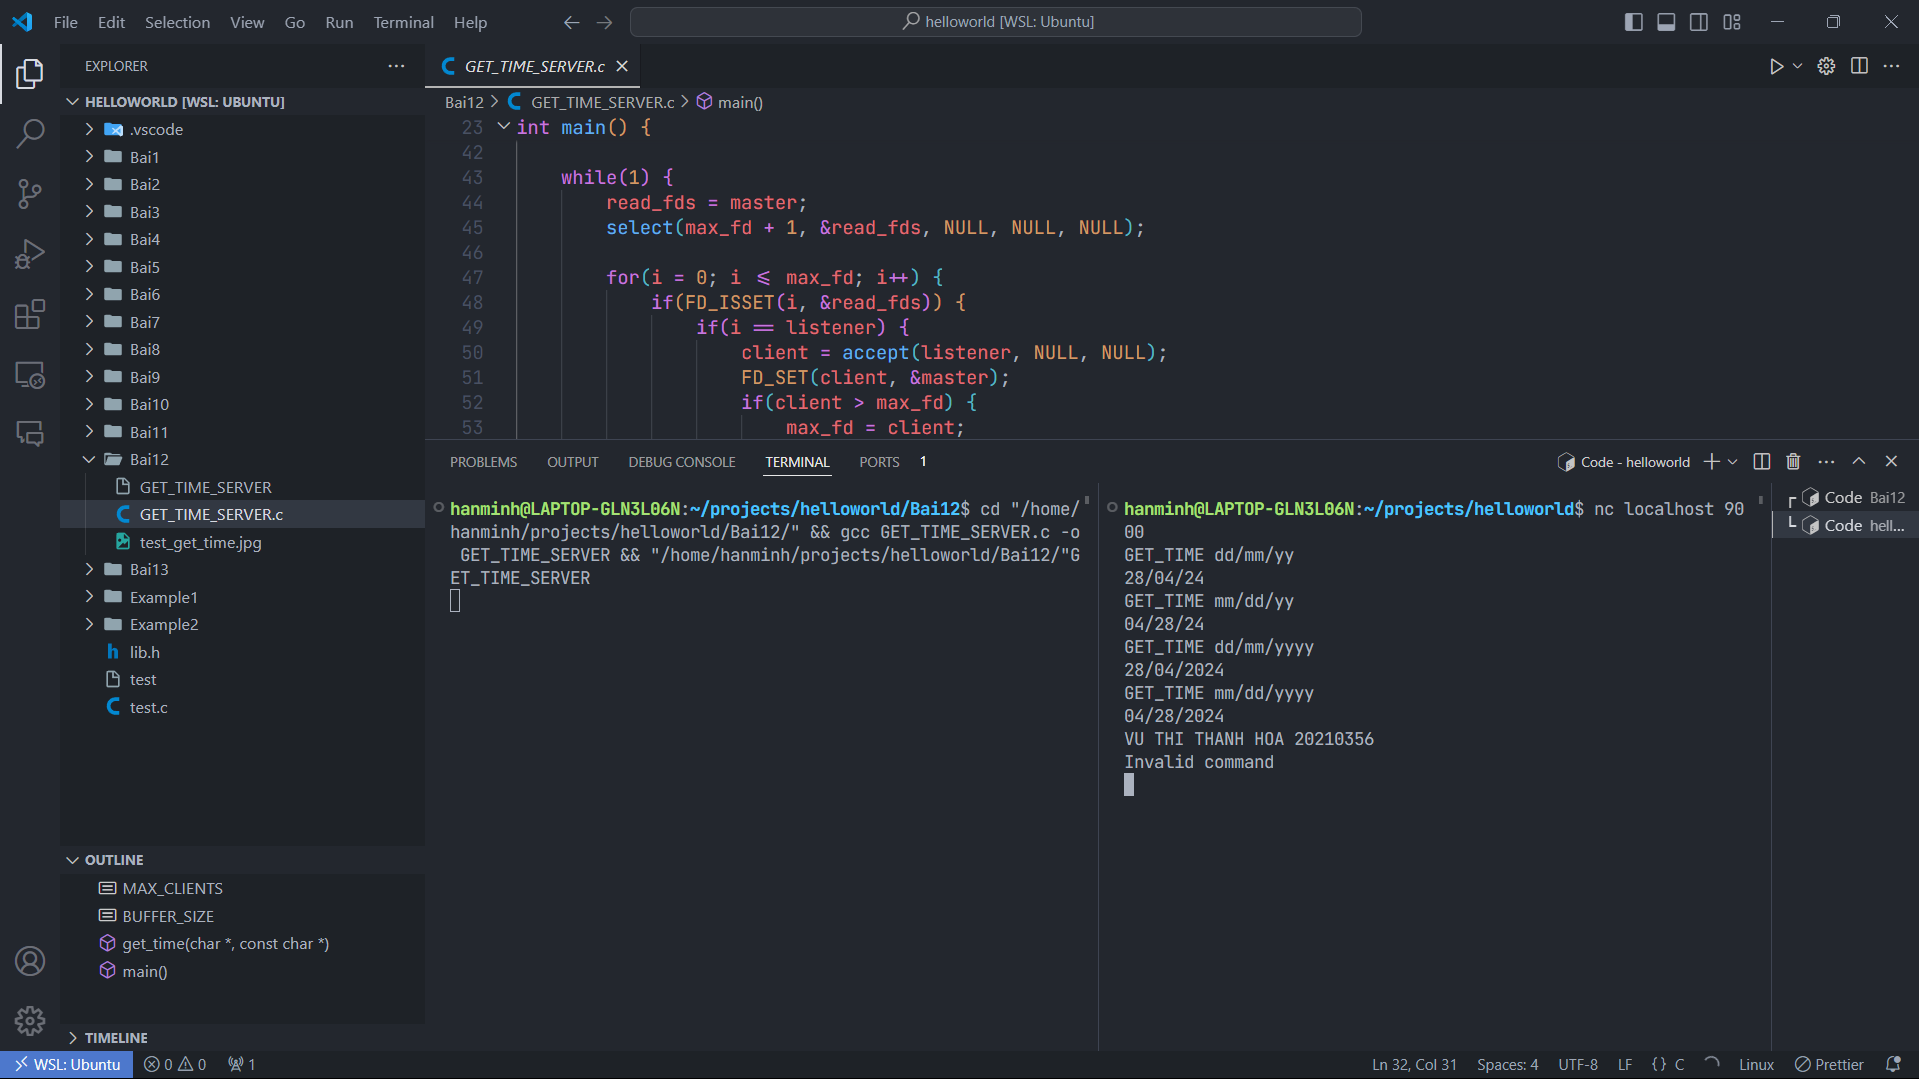 File Edit Selection View Go Run Terminal Help
helloworld [WSL: Ubuntu]
EXPLORER
HELLOWORLD [WSL: UBUNTU]
.vscode
Bai1
Bai2
Bai3
Bai4
Bai5
Bai6
Bai7
Bai8
Bai9
Bai10
Bai11
Bai12
GET_TIME_SERVER
GET_TIME_SERVER.c
test_get_time.jpg
Bai13
Example1
Example2
lib.h
test
test.c
OUTLINE
MAX_CLIENTS
BUFFER_SIZE
get_time(char *, const char *)
main()
TIMELINE
GET_TIME_SERVER.c
Bai12 > GET_TIME_SERVER.c > main()
23 int main() {
42
43 while(1) {
44 read_fds = master;
45 select(max_fd + 1, &read_fds, NULL, NULL, NULL);
46
47 for(i = 0; i <= max_fd; i++) {
48 if(FD_ISSET(i, &read_fds)) {
49 if(i == listener) {
50 client = accept(listener, NULL, NULL);
51 FD_SET(client, &master);
52 if(client > max_fd) {
53 max_fd = client;
PROBLEMS OUTPUT DEBUG CONSOLE TERMINAL PORTS 1
Code - helloworld
hanminh@LAPTOP-GLN3L06N:~/projects/helloworld/Bai12$ cd "/home/
hanminh/projects/helloworld/Bai12/" && gcc GET_TIME_SERVER.c -o
GET_TIME_SERVER && "/home/hanminh/projects/helloworld/Bai12/"G
ET_TIME_SERVER
hanminh@LAPTOP-GLN3L06N:~/projects/helloworld$ nc localhost 90
00
GET_TIME dd/mm/yy
28/04/24
GET_TIME mm/dd/yy
04/28/24
GET_TIME dd/mm/yyyy
28/04/2024
GET_TIME mm/dd/yyyy
04/28/2024
VU THI THANH HOA 20210356
Invalid command
Code Bai12
Code hell...
WSL: Ubuntu 0 0 1
Ln 32, Col 31 Spaces: 4 UTF-8 LF {} C Linux Prettier